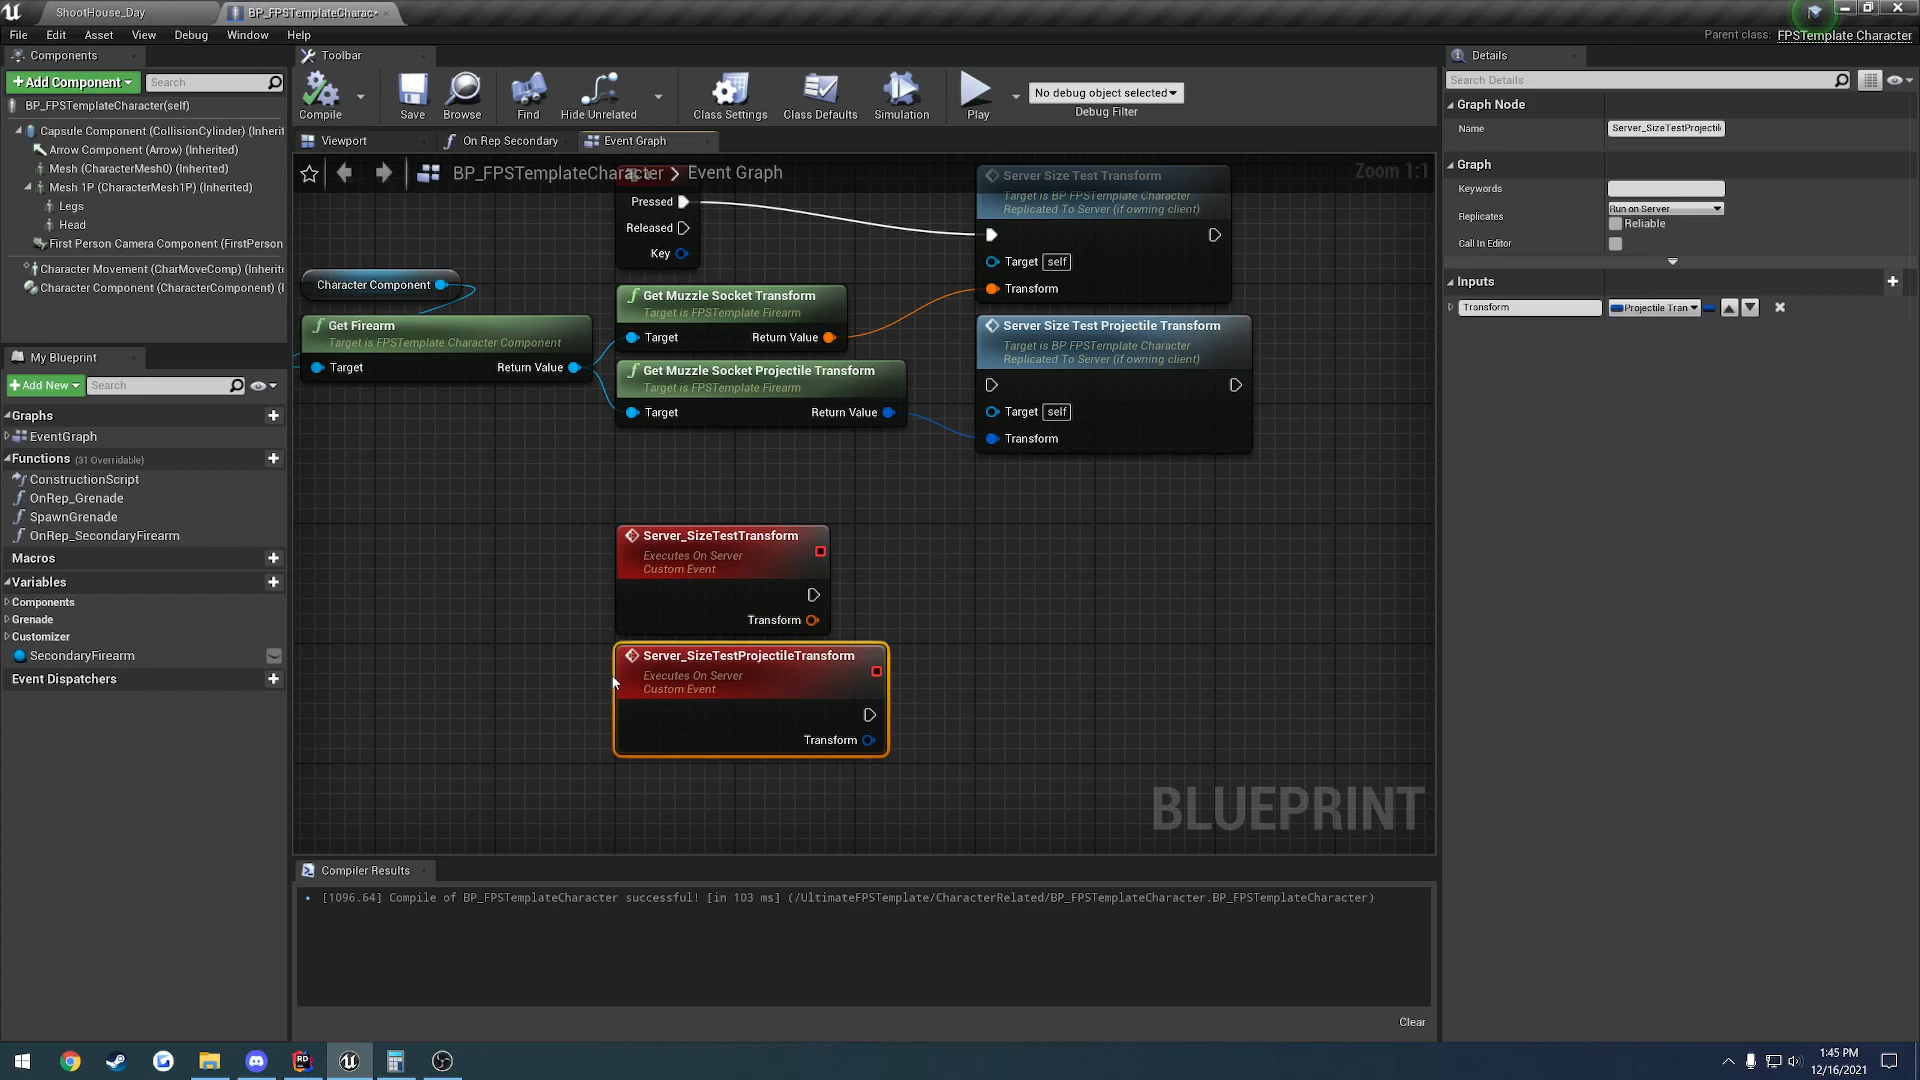 ShootHouse_Day
BP_FPSTemplateCharac*
File Edit Asset View Debug Window Help
Parent class: FPSTemplate Character
Components
Add Component
Search
BP_FPSTemplateCharacter(self)
Capsule Component (CollisionCylinder) (Inherit
Arrow Component (Arrow) (Inherited)
Mesh (CharacterMesh0) (Inherited)
Mesh 1P (CharacterMesh1P) (Inherited)
Legs
Head
First Person Camera Component (FirstPerson
Character Movement (CharMoveComp) (Inherite
Character Component (CharacterComponent) (I
My Blueprint
Add New
Search
Graphs
EventGraph
Functions (31 Overridable)
ConstructionScript
OnRep_Grenade
SpawnGrenade
OnRep_SecondaryFirearm
Macros
Variables
Components
Grenade
Customizer
SecondaryFirearm
Event Dispatchers
Toolbar
Compile
Save
Browse
Find
Hide Unrelated
Class Settings
Class Defaults
Simulation
Play
No debug object selected
Debug Filter
Viewport
On Rep Secondary
Event Graph
BP_FPSTemplateCharacter > Event Graph
Zoom 1:1
Pressed
Released
Key
Server Size Test Transform
Target is BP FPSTemplate Character
Replicated To Server (if owning client)
Target self
Transform
Character Component
Get Firearm
Target is FPSTemplate Character Component
Target
Return Value
Get Muzzle Socket Transform
Target is FPSTemplate Firearm
Target
Return Value
Get Muzzle Socket Projectile Transform
Target is FPSTemplate Firearm
Target
Return Value
Server Size Test Projectile Transform
Target is BP FPSTemplate Character
Replicated To Server (if owning client)
Target self
Transform
Server_SizeTestTransform
Executes On Server
Custom Event
Transform
Server_SizeTestProjectileTransform
Executes On Server
Custom Event
Transform
BLUEPRINT
Compiler Results
[1096.64] Compile of BP_FPSTemplateCharacter successful! [in 103 ms] (/UltimateFPSTemplate/CharacterRelated/BP_FPSTemplateCharacter.BP_FPSTemplateCharacter)
Clear
Details
Search Details
Graph Node
Name
Server_SizeTestProjectil
Graph
Keywords
Replicates
Run on Server
Reliable
Call In Editor
Inputs
Transform
Projectile Tran
1:45 PM
12/16/2021